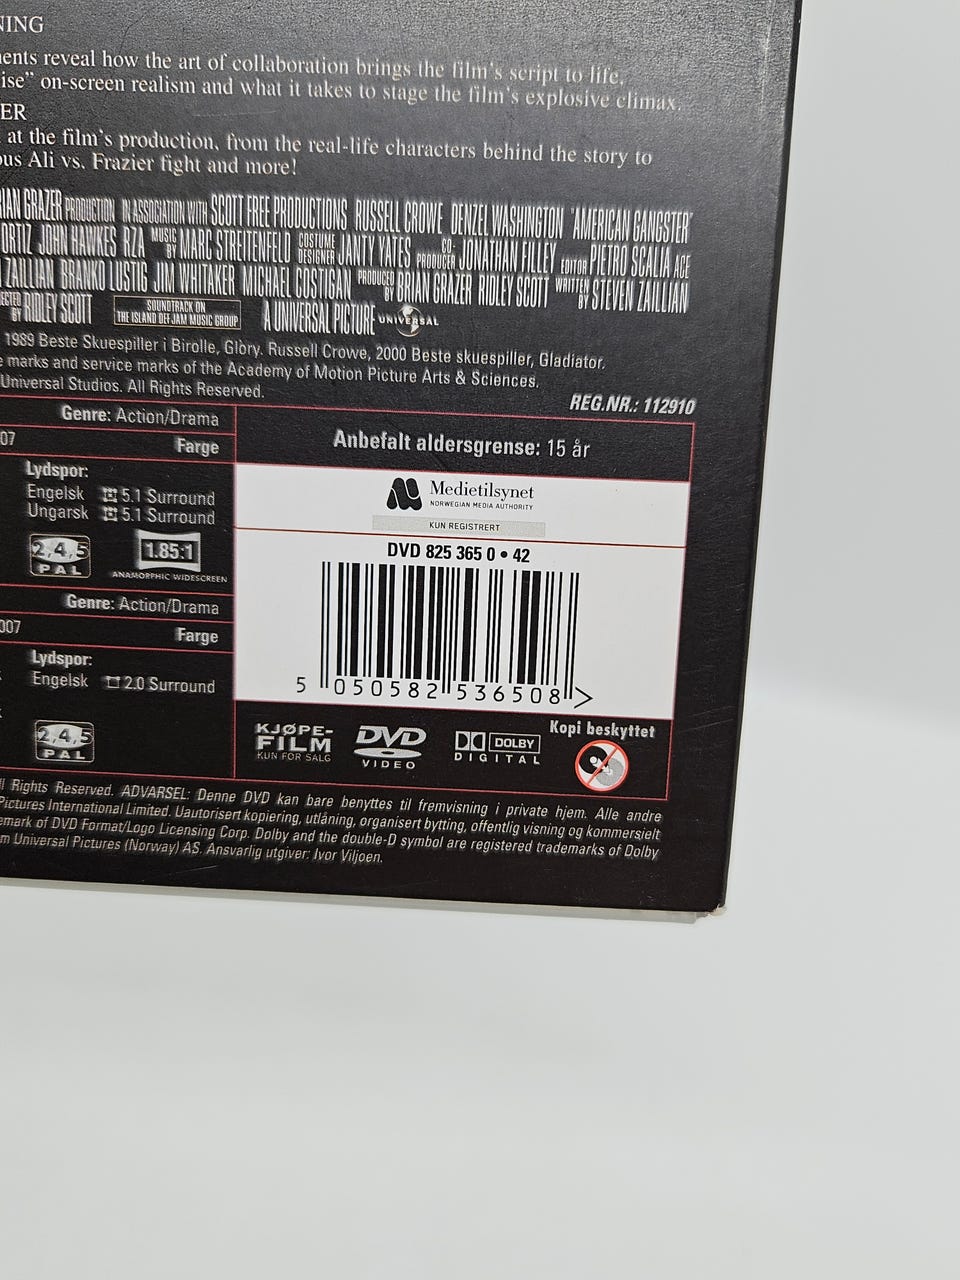 NING
ents reveal how the art of collaboration brings the film's script to life,
ise" on-screen realism and what it takes to stage the film's explosive climax.
ER
at the film's production, from the real-life characters behind the story to
ous Ali vs. Frazier fight and more!
RIAN GRAZER PRODUCTION IN ASSOCIATION WITH SCOTT FREE PRODUCTIONS RUSSELL CROWE DENZEL WASHINGTON "AMERICAN GANGSTER"
ORTIZ JOHN HAWKES RZA MUSIC BY MARC STREITENFELD COSTUME DESIGNER JANTY YATES CO-PRODUCER JONATHAN FILLEY EDITOR PIETRO SCALIA ACE
ZAILLIAN BRANKO LUSTIG JIM WHITAKER MICHAEL COSTIGAN PRODUCED BY BRIAN GRAZER RIDLEY SCOTT WRITTEN BY STEVEN ZAILLIAN
ECTED BY RIDLEY SCOTT SOUNDTRACK ON THE ISLAND DEF JAM MUSIC GROUP A UNIVERSAL PICTURE UNIVERSAL
1989 Beste Skuespiller i Birolle, Glory. Russell Crowe, 2000 Beste skuespiller, Gladiator.
e marks and service marks of the Academy of Motion Picture Arts & Sciences.
Universal Studios. All Rights Reserved.
REG.NR.: 112910
Genre: Action/Drama
07 Farge
Lydspor:
Engelsk 5.1 Surround
Ungarsk 5.1 Surround
2,4,5
PAL
1.85:1
ANAMORPHIC WIDESCREEN
Genre: Action/Drama
007 Farge
Lydspor:
Engelsk 2.0 Surround
2,4,5
PAL
Anbefalt aldersgrense: 15 år
Medietilsynet
NORWEGIAN MEDIA AUTHORITY
KUN REGISTRERT
DVD 825 365 0 • 42
5 050582 536508 >
KJØPE-
FILM
KUN FOR SALG
DVD
VIDEO
DOLBY
DIGITAL
Kopi beskyttet
ll Rights Reserved. ADVARSEL: Denne DVD kan bare benyttes til fremvisning i private hjem. Alle andre
Pictures International Limited. Uautorisert kopiering, utlåning, organisert bytting, offentlig visning og kommersielt
emark of DVD Format/Logo Licensing Corp. Dolby and the double-D symbol are registered trademarks of Dolby
m Universal Pictures (Norway) AS. Ansvarlig utgiver: Ivor Viljoen.